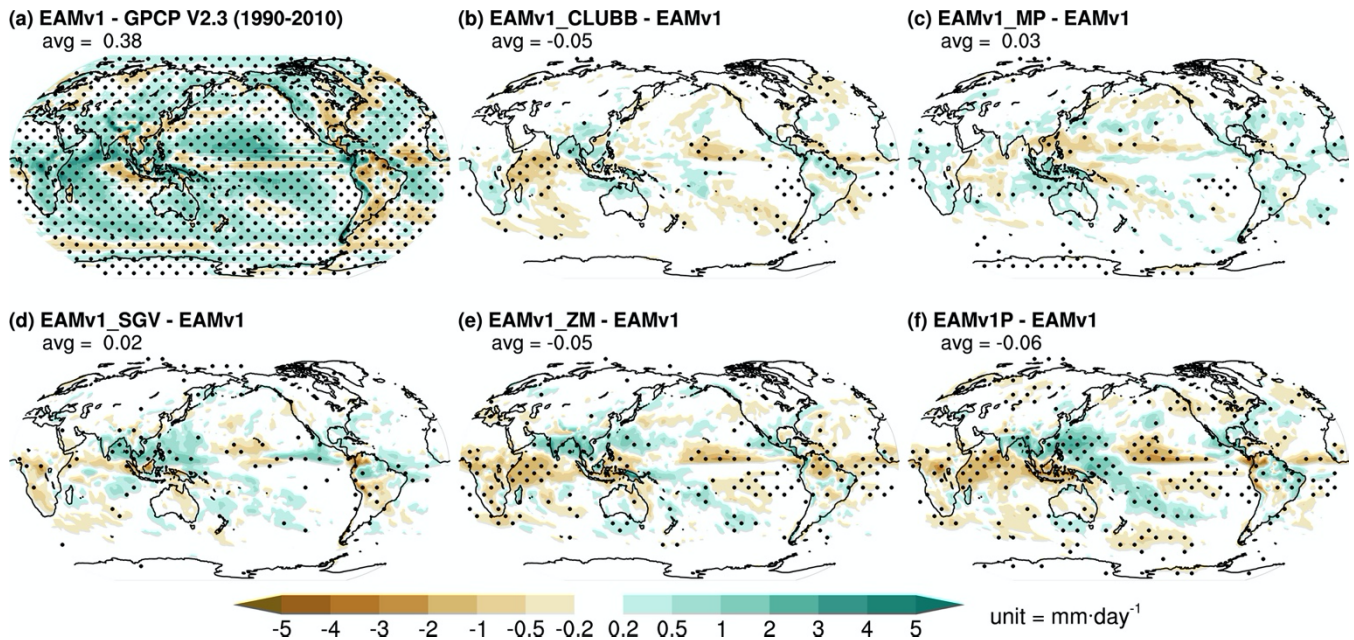 (a) EAMv1 - GPCP V2.3 (1990-2010)
avg = 0.38
(b) EAMv1_CLUBB - EAMv1
avg = -0.05
(c) EAMv1_MP - EAMv1
avg = 0.03
(d) EAMv1_SGV - EAMv1
avg = 0.02
(e) EAMv1_ZM - EAMv1
avg = -0.05
(f) EAMv1P - EAMv1
avg = -0.06
-5 -4 -3 -2 -1 -0.5 -0.2 0.2 0.5 1 2 3 4 5
unit = mm·day⁻¹